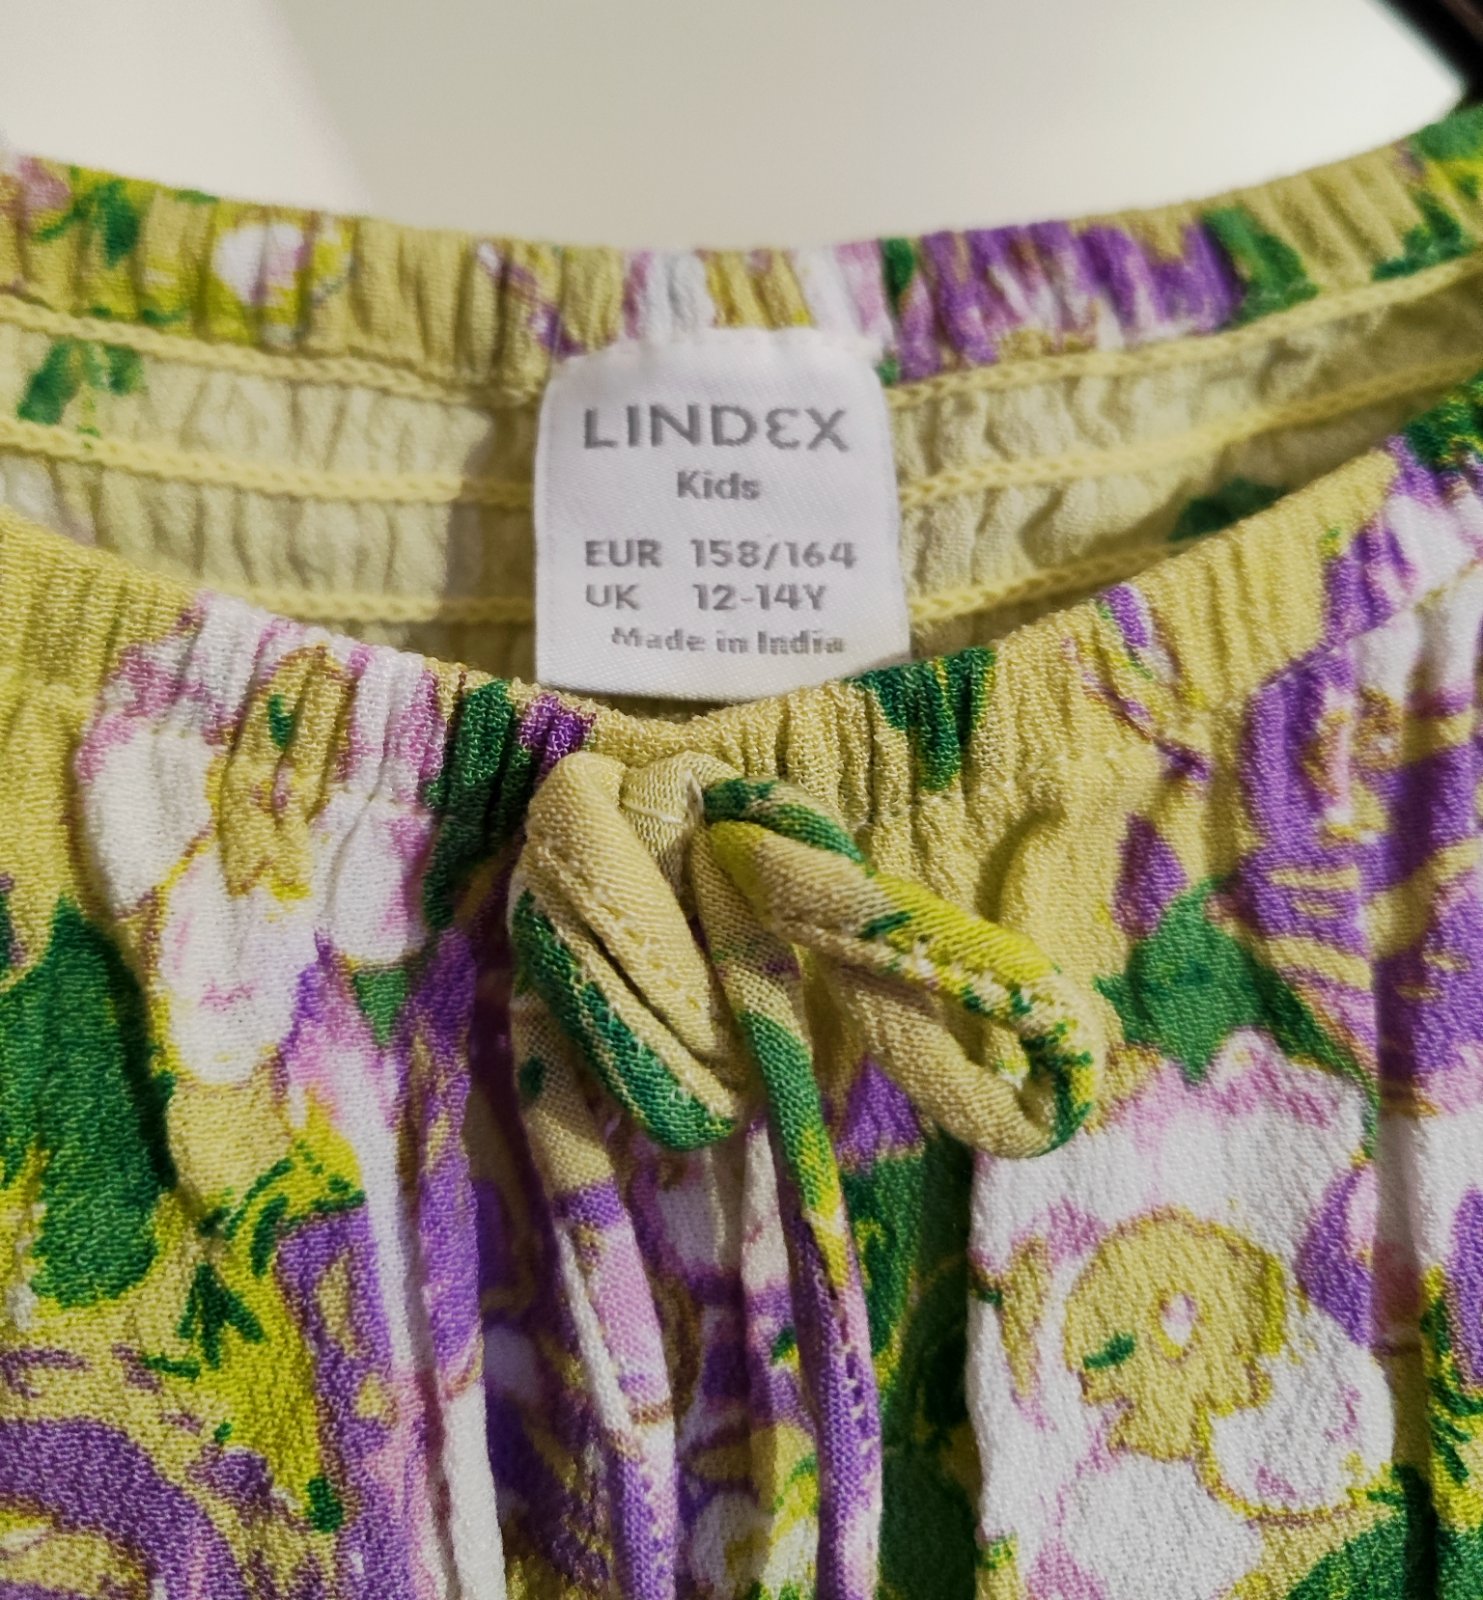 LINDEX
Kids
EUR 158/164
UK 12-14Y
Made in India